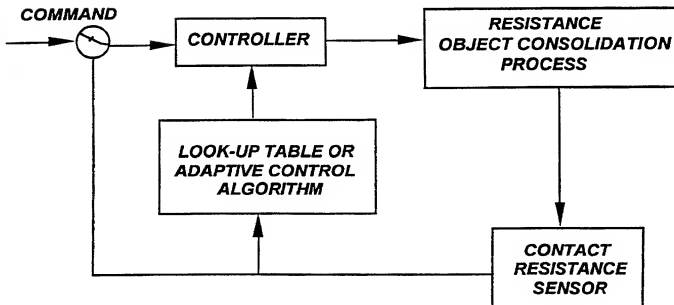 COMMAND
CONTROLLER
RESISTANCE
OBJECT CONSOLIDATION
PROCESS
LOOK-UP TABLE OR
ADAPTIVE CONTROL
ALGORITHM
CONTACT
RESISTANCE
SENSOR